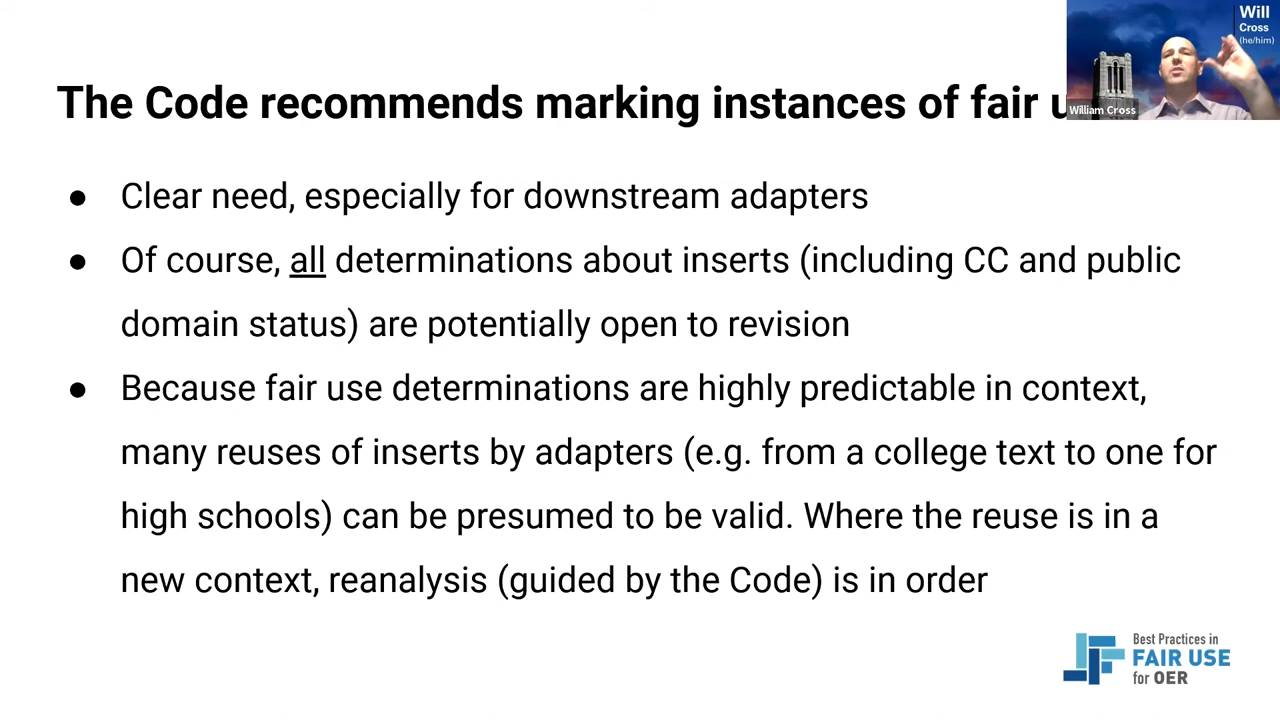 The Code recommends marking instances of fair
Will
Cross
(he/him)
William Cross
● Clear need, especially for downstream adapters
● Of course, all determinations about inserts (including CC and public
domain status) are potentially open to revision
● Because fair use determinations are highly predictable in context,
many reuses of inserts by adapters (e.g. from a college text to one for
high schools) can be presumed to be valid. Where the reuse is in a
new context, reanalysis (guided by the Code) is in order
Best Practices in
FAIR USE
for OER